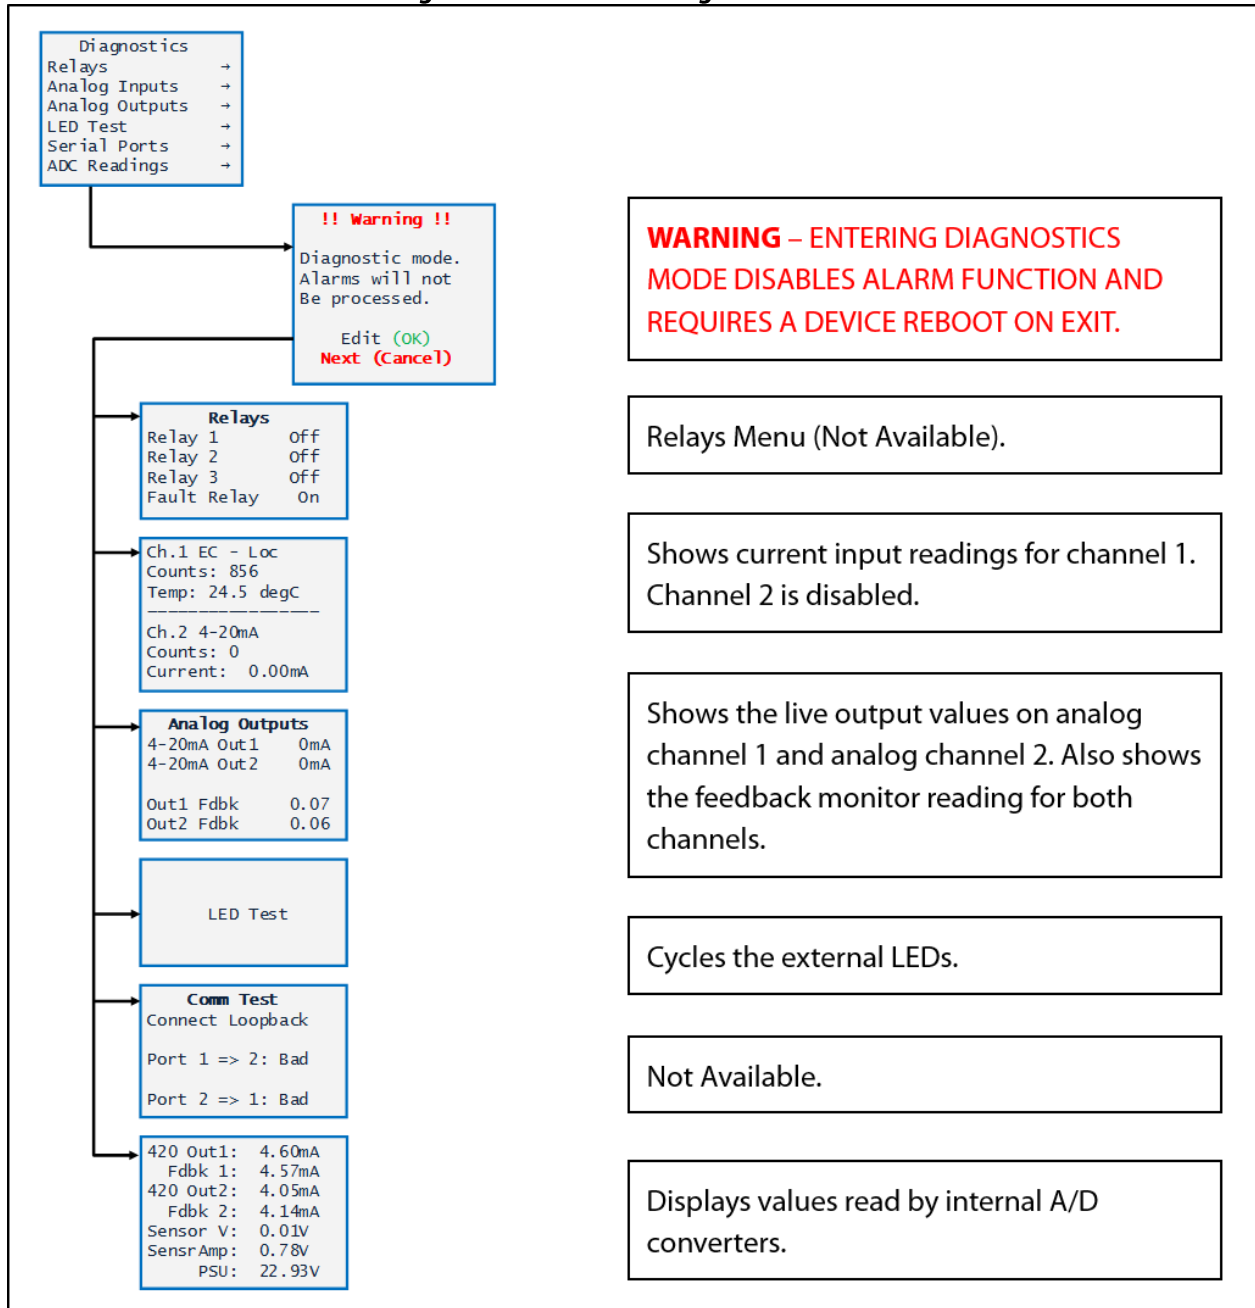 Diagnostics
Relays →
Analog Inputs →
Analog Outputs →
LED Test →
Serial Ports →
ADC Readings →
!! Warning !!
Diagnostic mode.
Alarms will not
Be processed.
Edit (OK)
Next (Cancel)
WARNING – ENTERING DIAGNOSTICS
MODE DISABLES ALARM FUNCTION AND
REQUIRES A DEVICE REBOOT ON EXIT.
Relays
Relay 1 Off
Relay 2 Off
Relay 3 Off
Fault Relay On
Relays Menu (Not Available).
Ch.1 EC - Loc
Counts: 856
Temp: 24.5 degC
-----------------
Ch.2 4-20mA
Counts: 0
Current: 0.00mA
Shows current input readings for channel 1.
Channel 2 is disabled.
Analog Outputs
4-20mA Out1 0mA
4-20mA Out2 0mA
Out1 Fdbk 0.07
Out2 Fdbk 0.06
Shows the live output values on analog
channel 1 and analog channel 2. Also shows
the feedback monitor reading for both
channels.
LED Test
Cycles the external LEDs.
Comm Test
Connect Loopback
Port 1 => 2: Bad
Port 2 => 1: Bad
Not Available.
420 Out1: 4.60mA
Fdbk 1: 4.57mA
420 Out2: 4.05mA
Fdbk 2: 4.14mA
Sensor V: 0.01V
SensrAmp: 0.78V
PSU: 22.93V
Displays values read by internal A/D
converters.